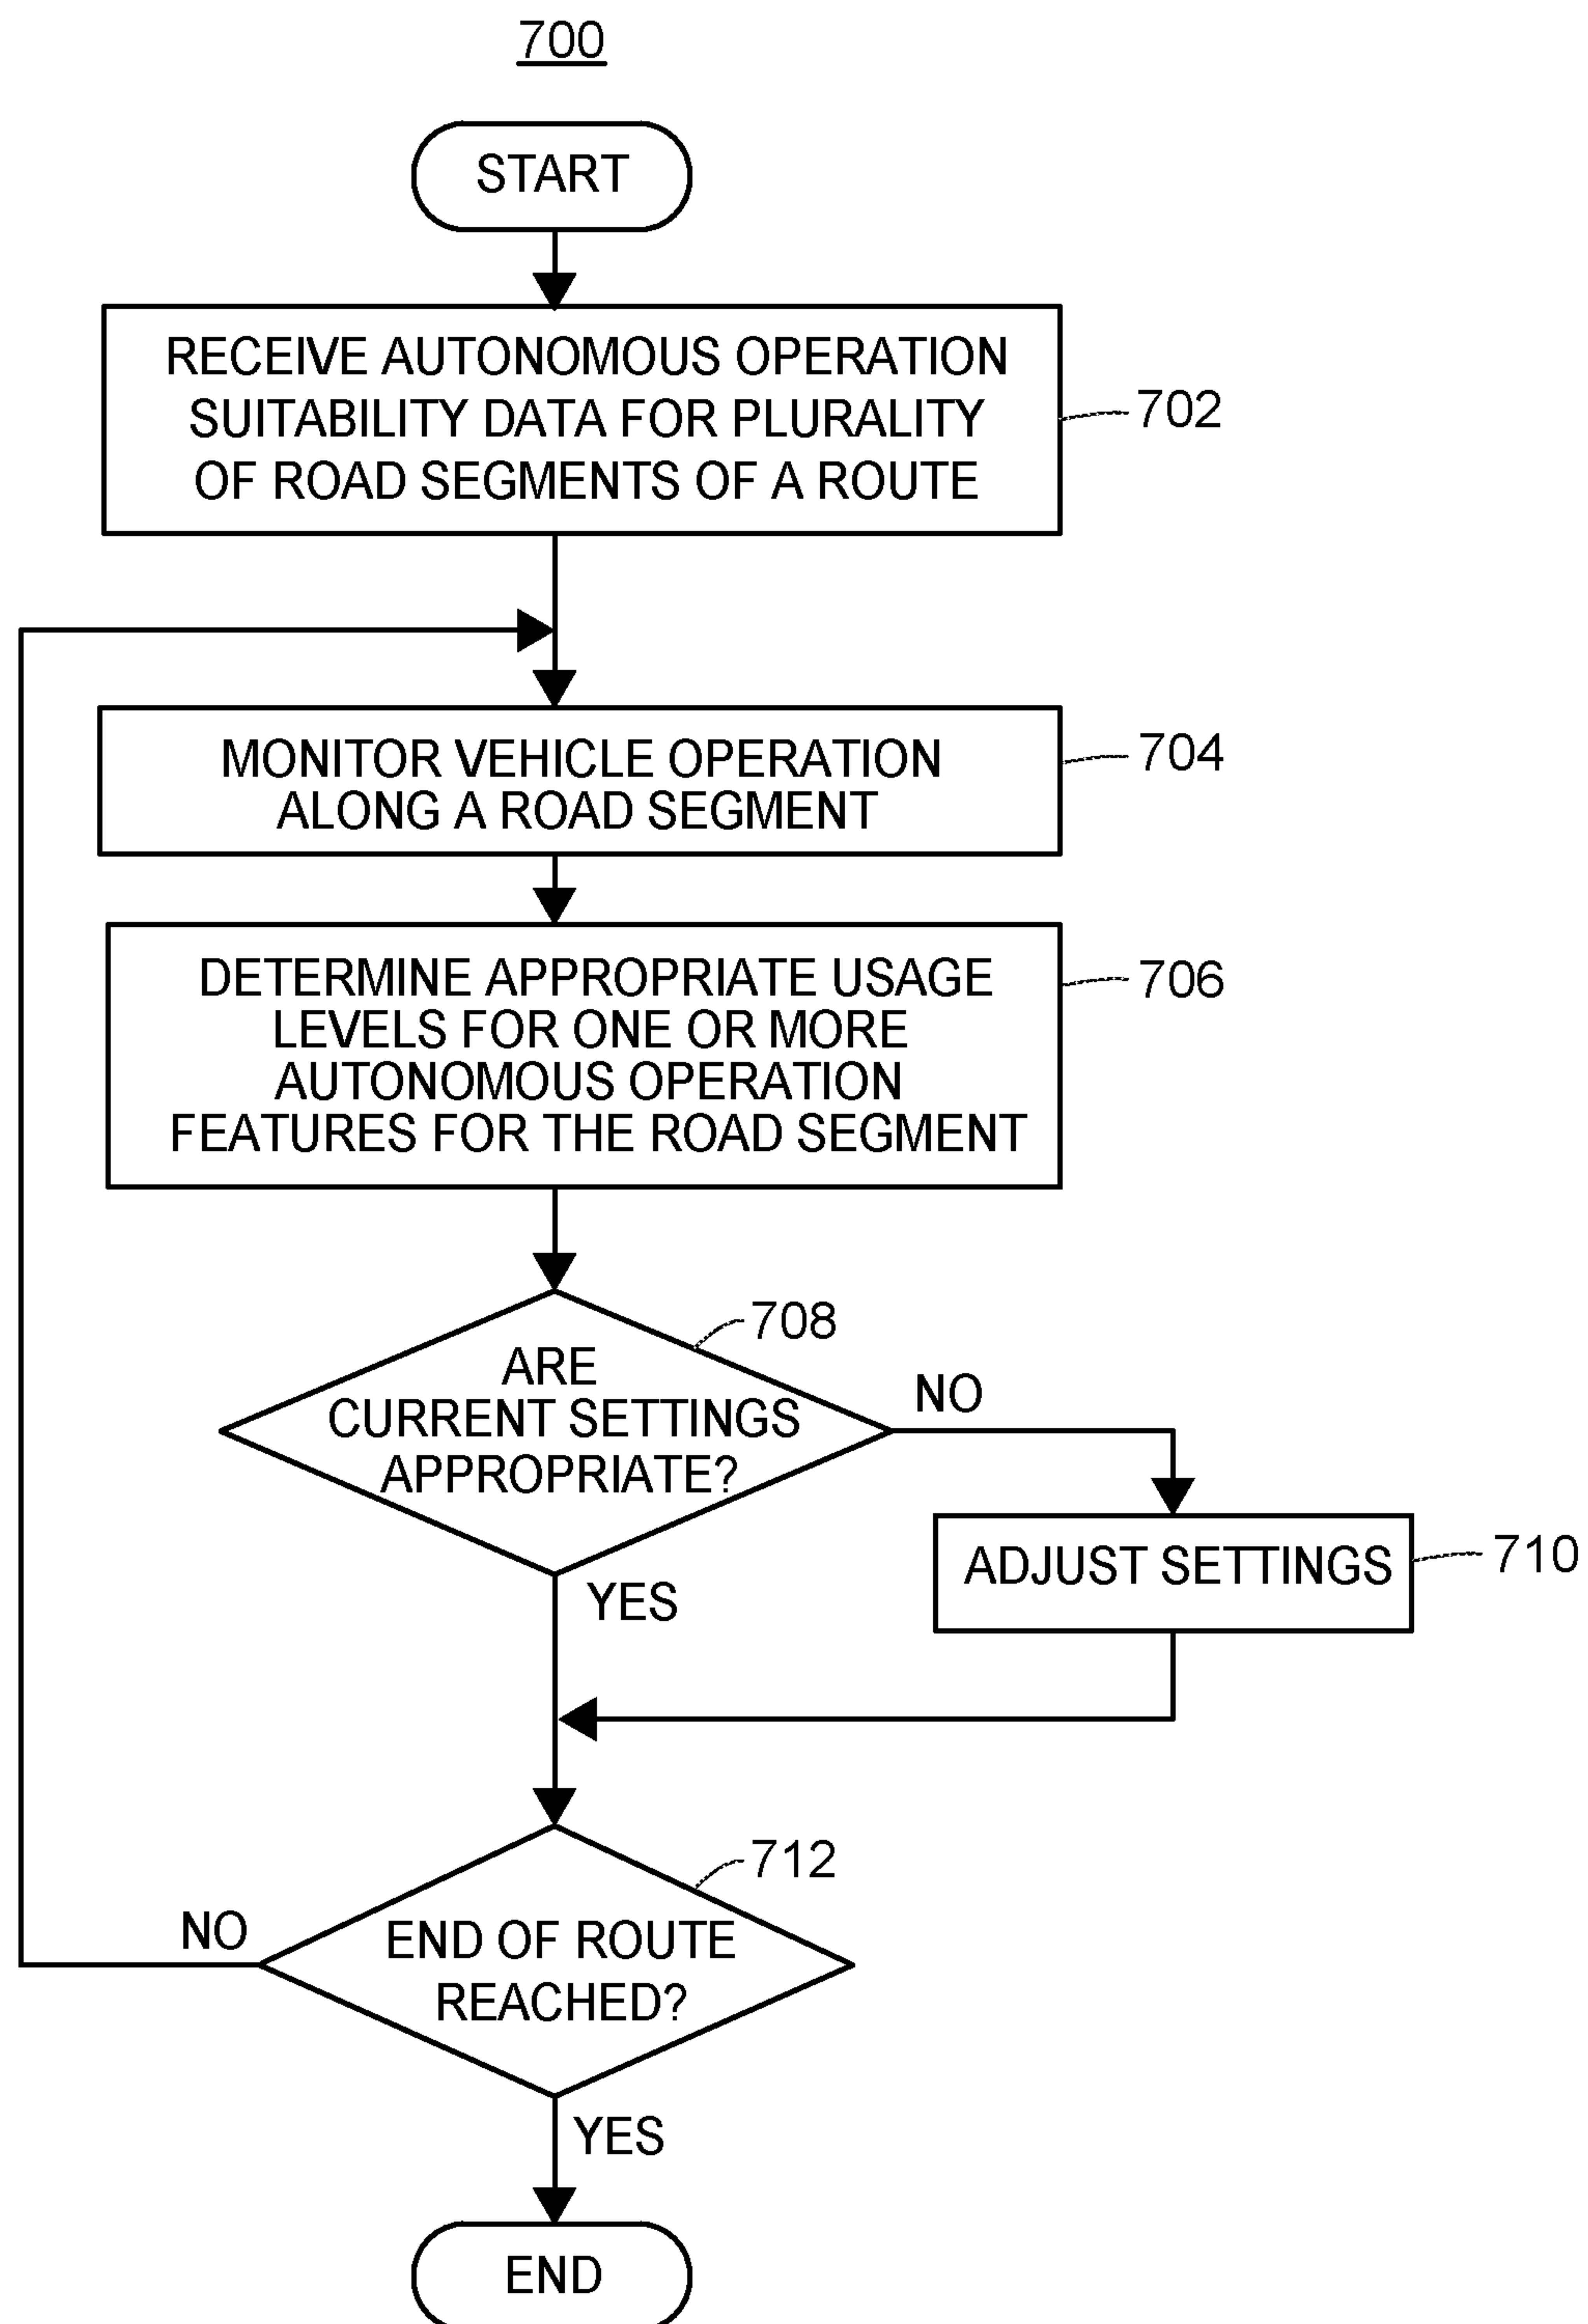 700
START
RECEIVE AUTONOMOUS OPERATION
SUITABILITY DATA FOR PLURALITY
OF ROAD SEGMENTS OF A ROUTE
702
MONITOR VEHICLE OPERATION
ALONG A ROAD SEGMENT
704
DETERMINE APPROPRIATE USAGE
LEVELS FOR ONE OR MORE
AUTONOMOUS OPERATION
FEATURES FOR THE ROAD SEGMENT
706
708
ARE
CURRENT SETTINGS
APPROPRIATE?
NO
YES
ADJUST SETTINGS
710
712
NO
END OF ROUTE
REACHED?
YES
END